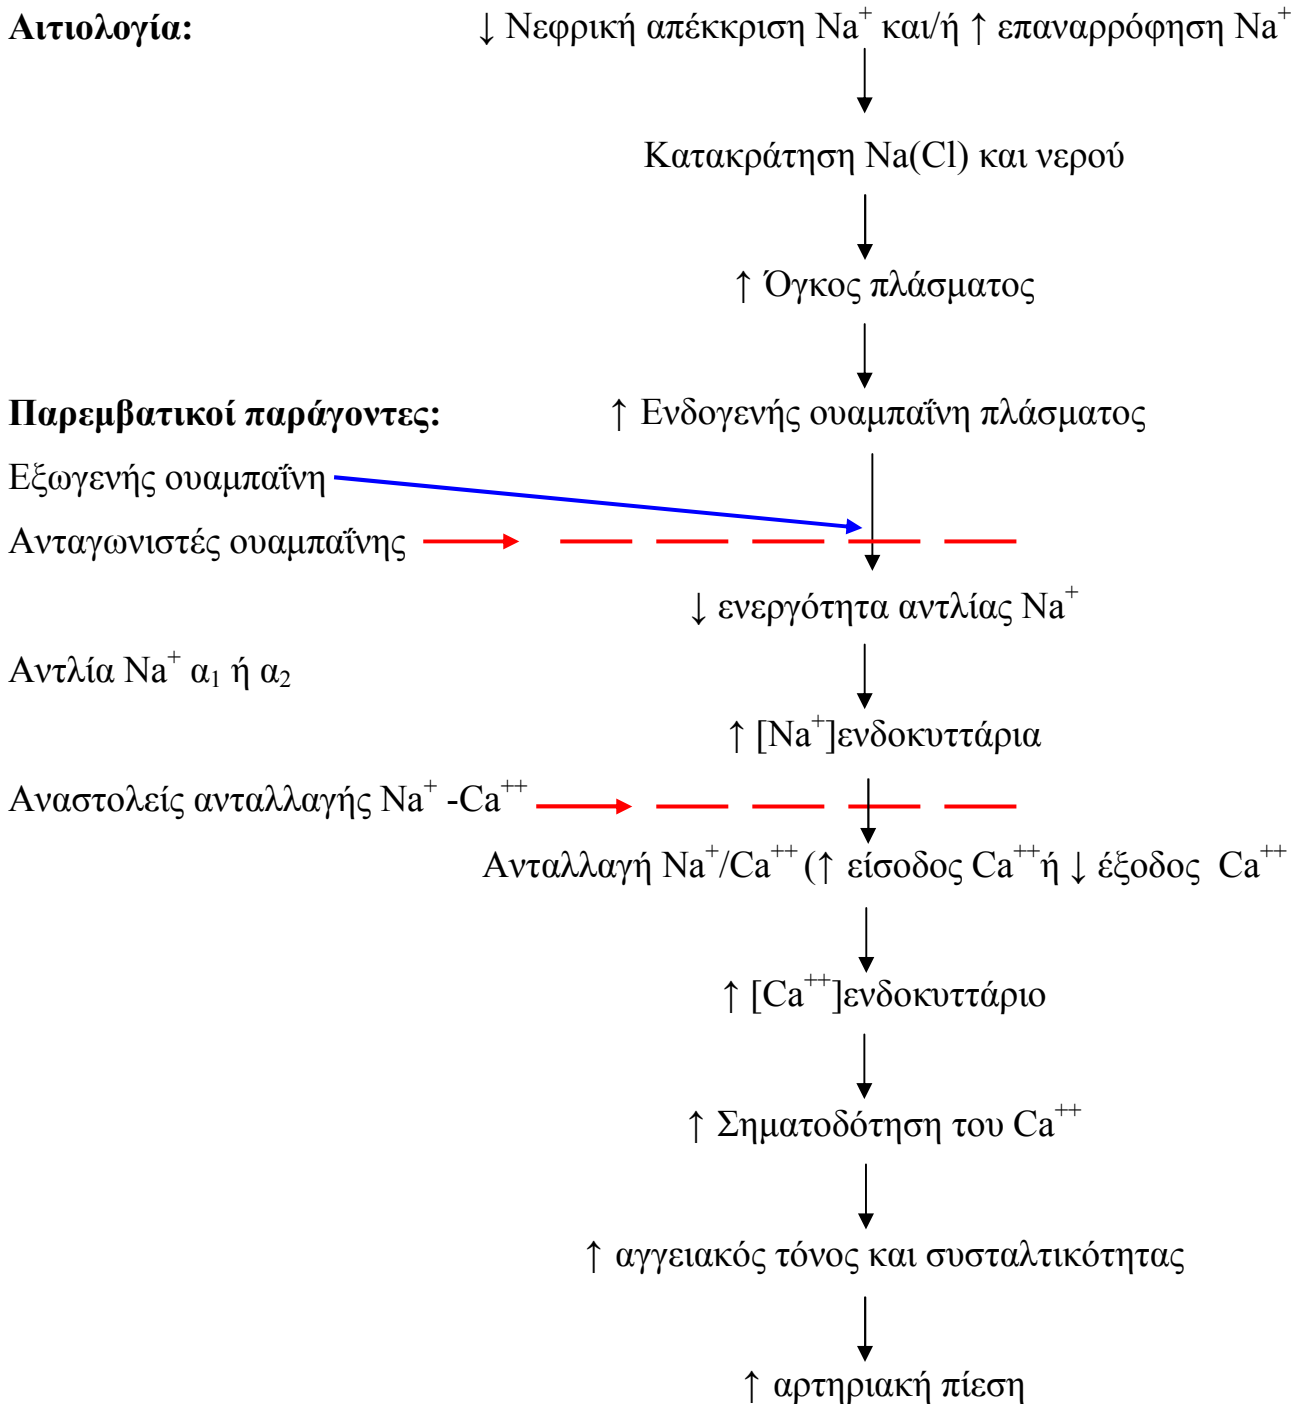 Αιτιολογία: ↓ Νεφρική απέκκριση Na⁺ και/ή ↑ επαναρρόφηση Na⁺
Κατακράτηση Na(Cl) και νερού
↑ Όγκος πλάσματος
Παρεμβατικοί παράγοντες: ↑ Ενδογενής ουαμπαΐνη πλάσματος
Εξωγενής ουαμπαΐνη
Ανταγωνιστές ουαμπαΐνης
↓ ενεργότητα αντλίας Na⁺
Αντλία Na⁺ α₁ ή α₂
↑ [Na⁺]ενδοκυττάρια
Αναστολείς ανταλλαγής Na⁺ -Ca⁺⁺
Ανταλλαγή Na⁺/Ca⁺⁺ (↑ είσοδος Ca⁺⁺ή ↓ έξοδος Ca⁺⁺
↑ [Ca⁺⁺]ενδοκυττάριο
↑ Σηματοδότηση του Ca⁺⁺
↑ αγγειακός τόνος και συσταλτικότητας
↑ αρτηριακή πίεση